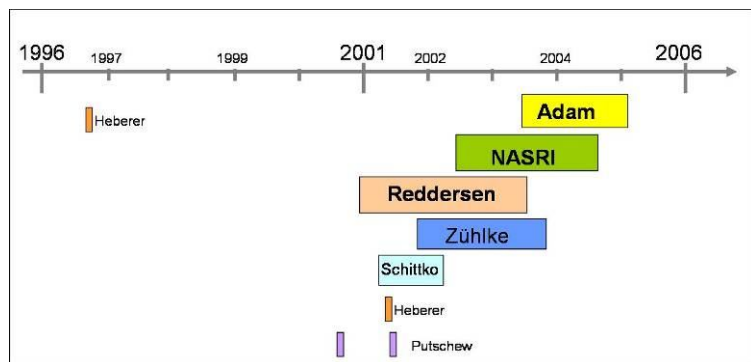 1996 1997 1999 2001 2002 2004 2006
Adam
Heberer
NASRI
Reddersen
Zühlke
Schittko
Heberer
Putschew